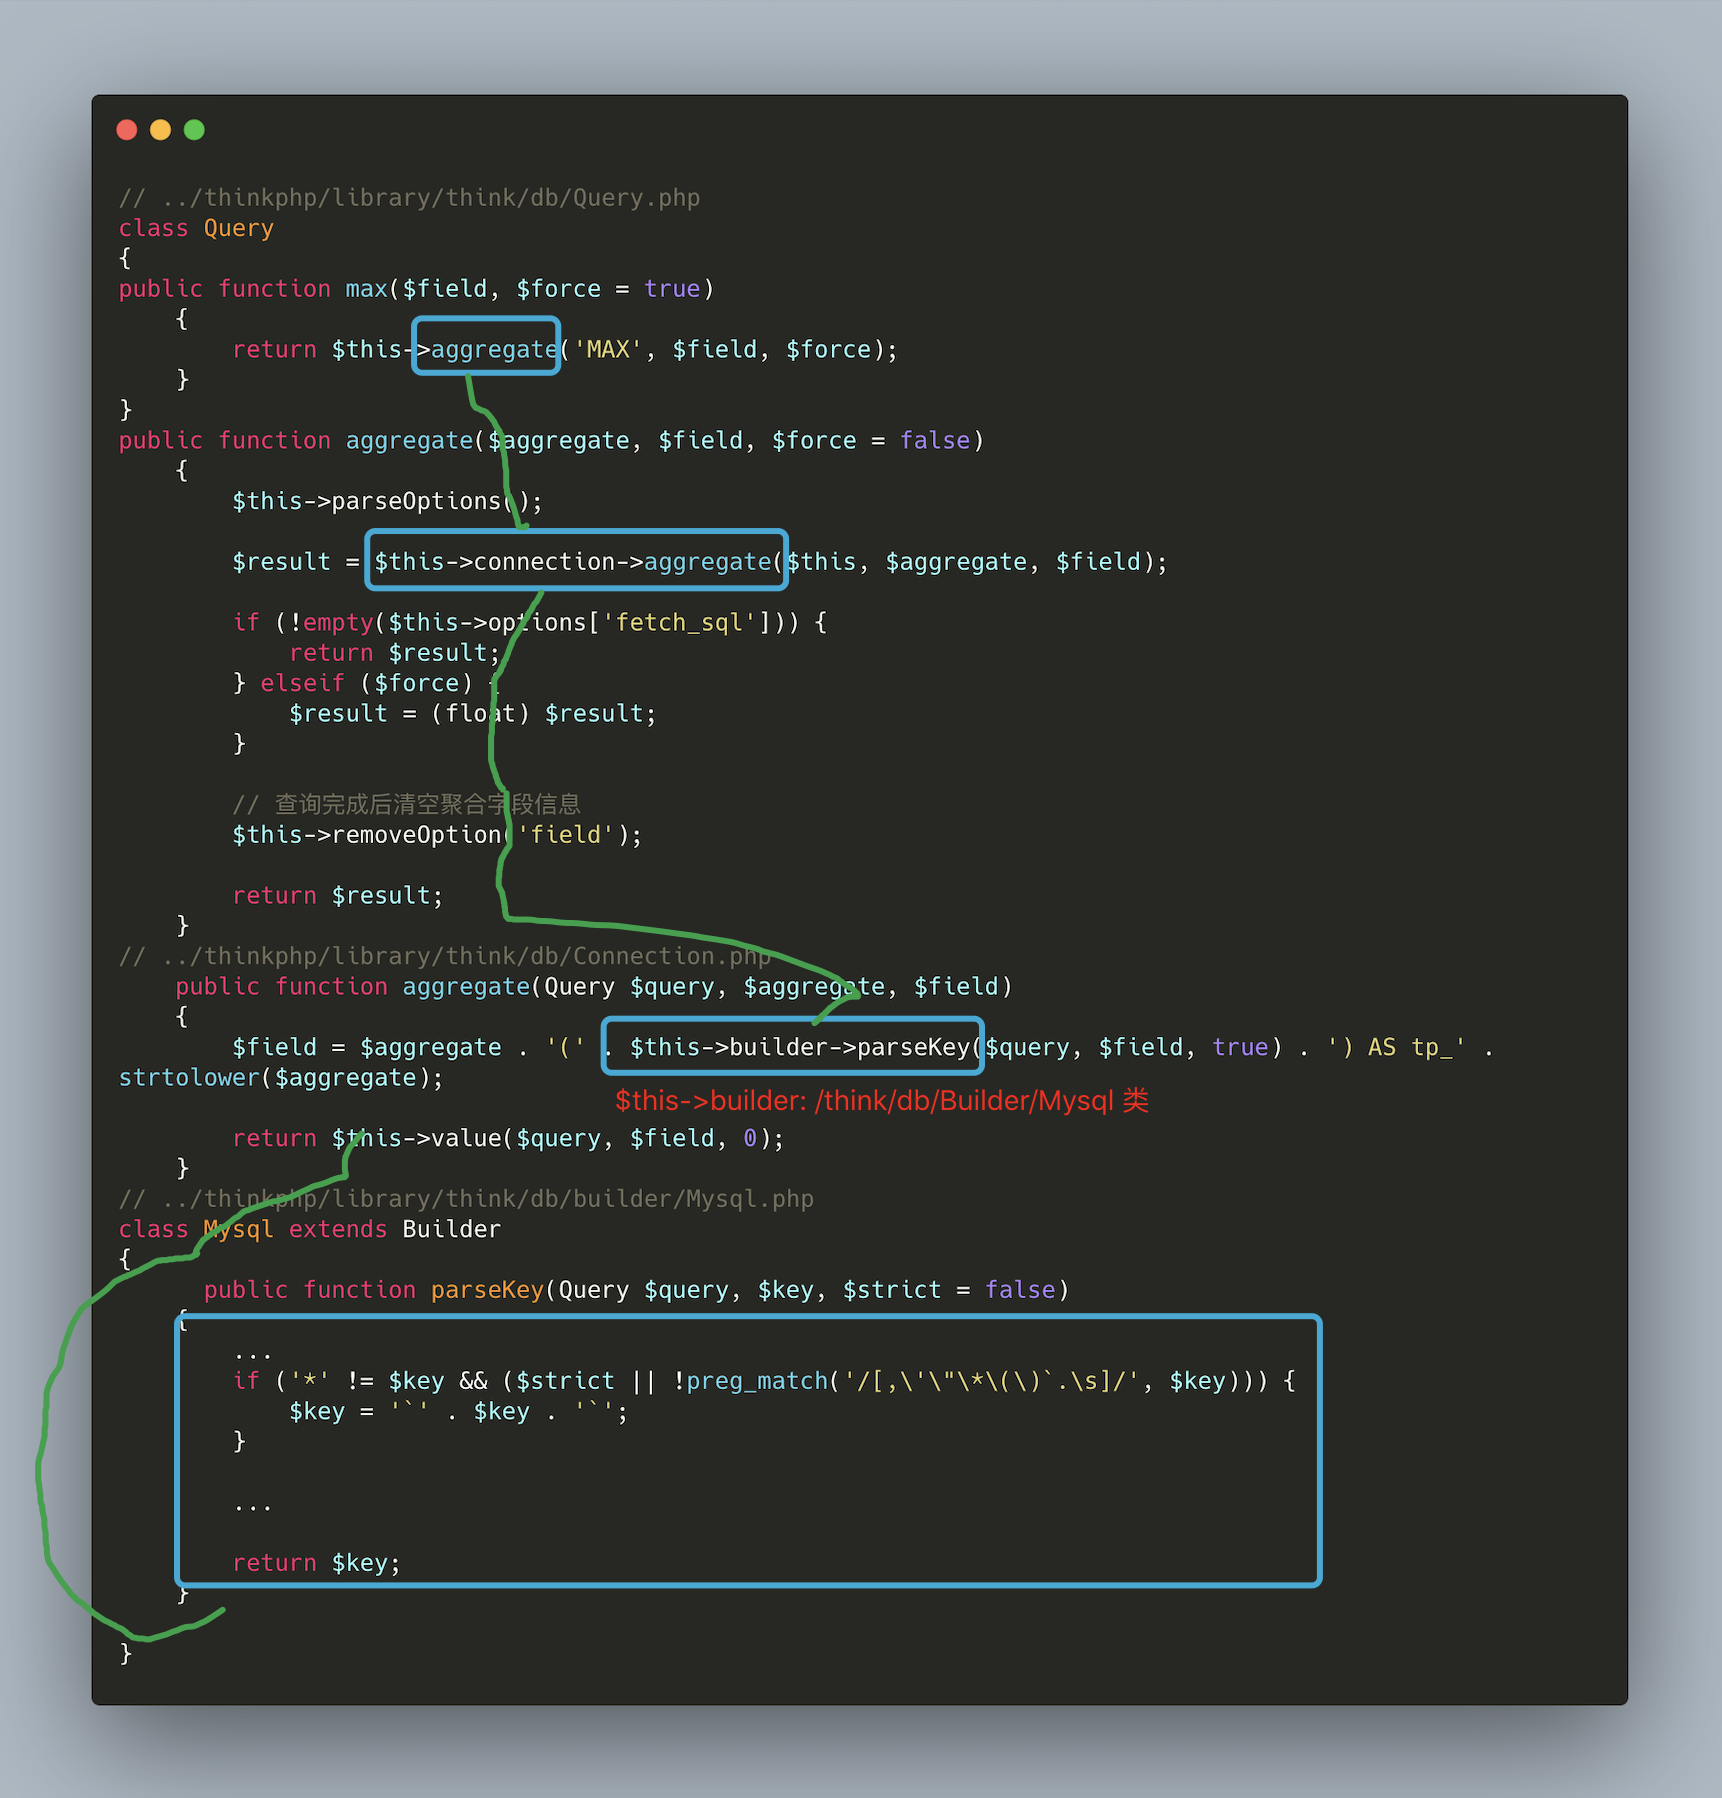 // ../thinkphp/library/think/db/Query.php
class Query
{
public function max($field, $force = true)
    {
        return $this->aggregate('MAX', $field, $force);
    }
}
public function aggregate($aggregate, $field, $force = false)
    {
        $this->parseOptions();
        $result = $this->connection->aggregate($this, $aggregate, $field);
        if (!empty($this->options['fetch_sql'])) {
            return $result;
        } elseif ($force) {
            $result = (float) $result;
        }
        // 查询完成后清空聚合字段信息
        $this->removeOption('field');
        return $result;
    }
// ../thinkphp/library/think/db/Connection.php
    public function aggregate(Query $query, $aggregate, $field)
    {
        $field = $aggregate . '(' . $this->builder->parseKey($query, $field, true) . ') AS tp_' .
strtolower($aggregate);
$this->builder: /think/db/Builder/Mysql 类
        return $this->value($query, $field, 0);
    }
// ../thinkphp/library/think/db/builder/Mysql.php
class Mysql extends Builder
{
      public function parseKey(Query $query, $key, $strict = false)
    {
        ...
        if ('*' != $key && ($strict || !preg_match('/[,\'\"\*\(\)`.\s]/', $key))) {
            $key = '`' . $key . '`';
        }
        ...
        return $key;
    }
}